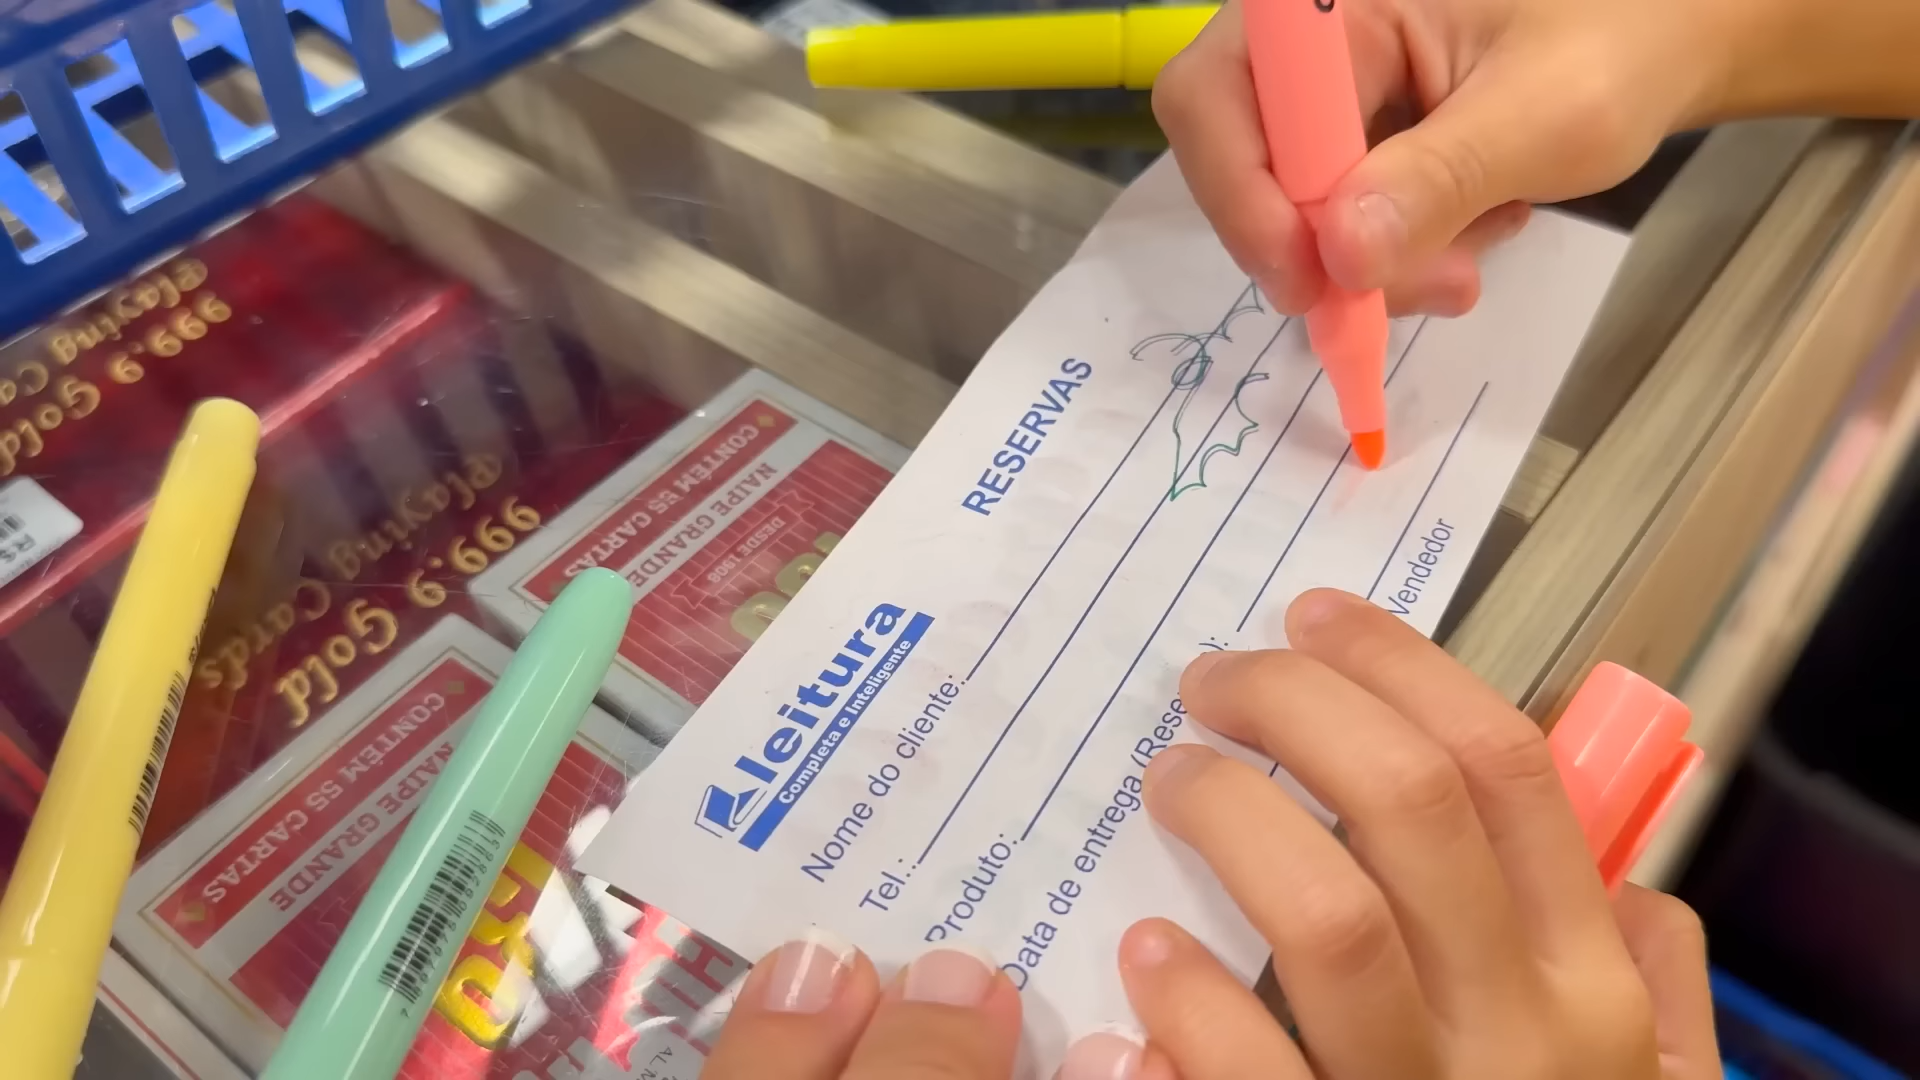 RESERVAS
leitura
Completa e Inteligente
Nome do cliente:
Tel.:
Produto:
Data de entrega (Rese
):
Vendedor
Playing
999.9 Gold
Playing Cards
999.9 Gold
R$
CONTÉM 55 CARTAS
NAIPE GRANDE
DESDE 1908
CONTÉM 55 CARTAS
NAIPE GRANDE